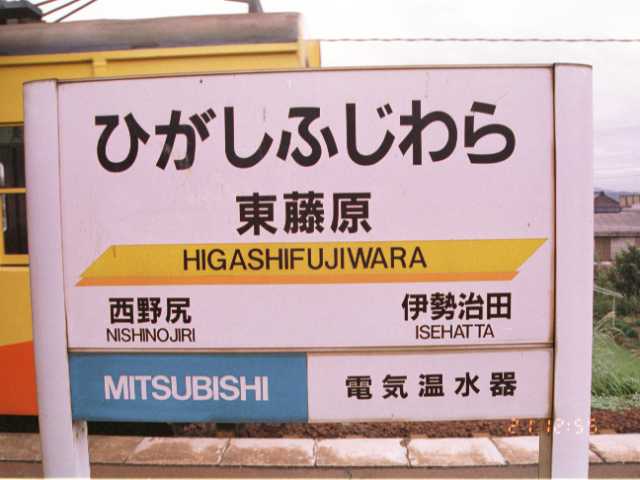 ひがしふじわら
東藤原
HIGASHIFUJIWARA
西野尻 伊勢治田
NISHINOJIRI ISEHATTA
MITSUBISHI 電気温水器